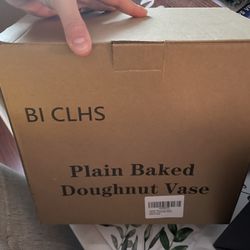 BI CLHS
Plain Baked
Doughnut Vase